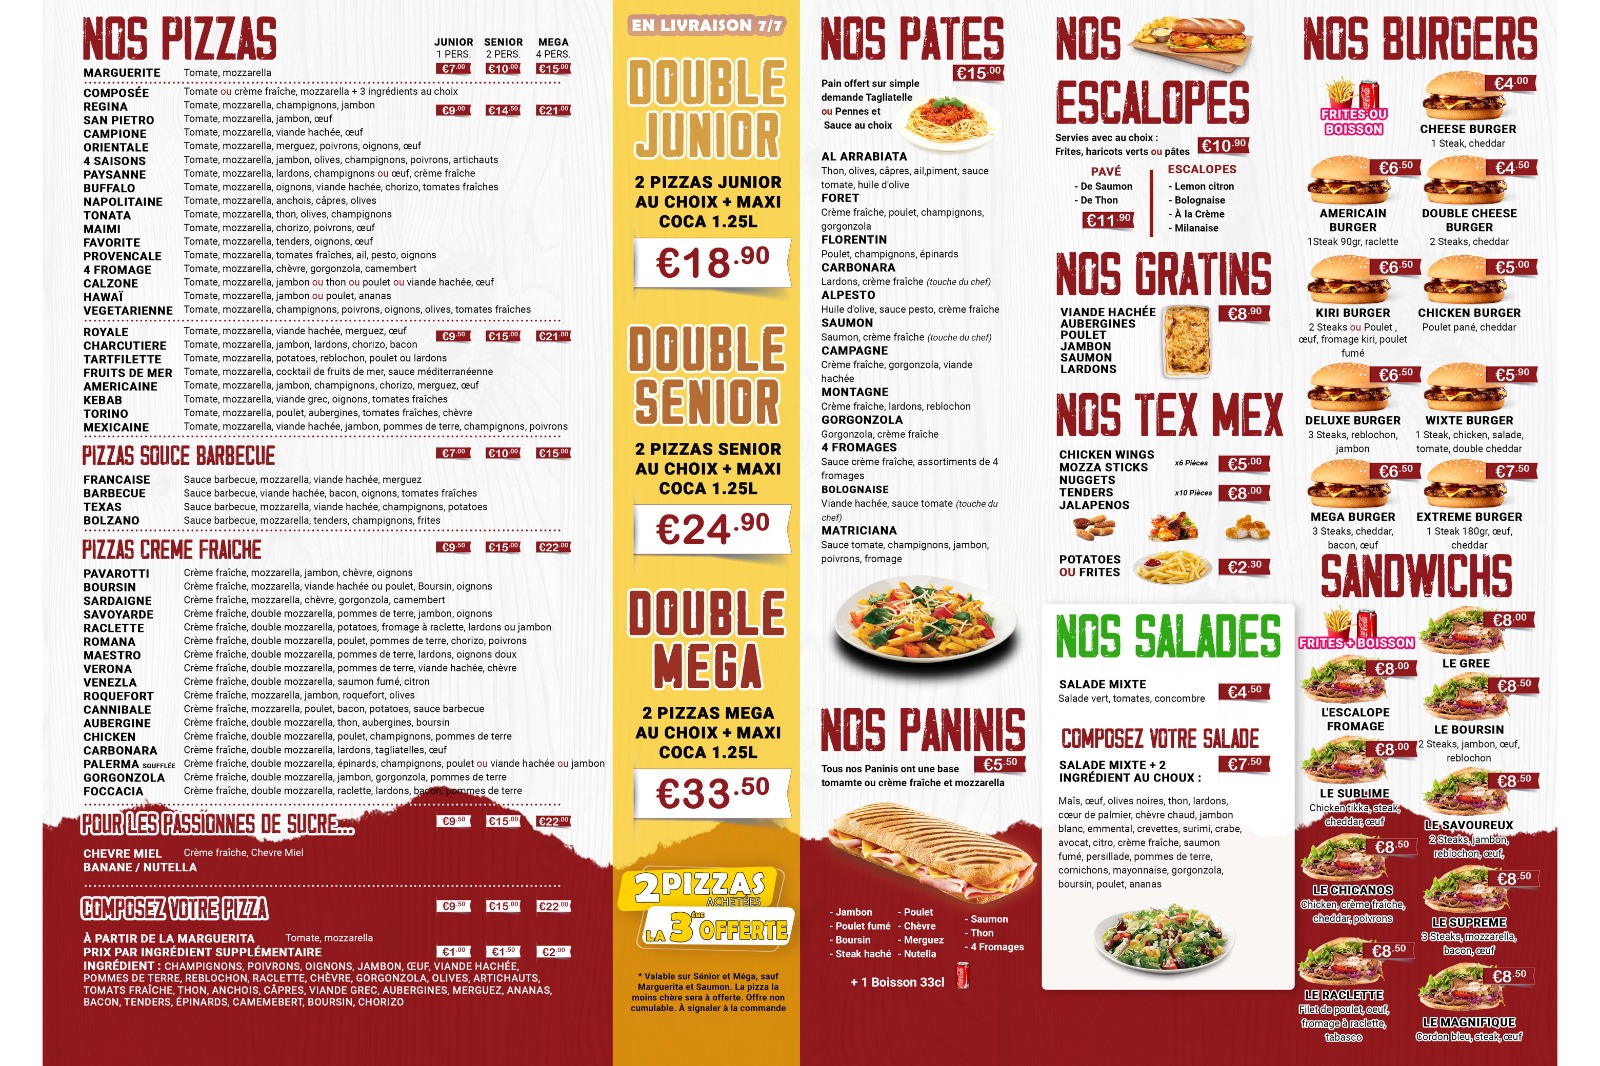 NOS PIZZAS
JUNIOR SENIOR MEGA
1 PERS. 2 PERS. 4 PERS.
MARGUERITE Tomate, mozzarella €7.00 €10.00 €15.00
COMPOSÉE Tomate ou crème fraîche, mozzarella + 3 ingrédients au choix
REGINA Tomate, mozzarella, champignons, jambon €9.00 €14.50 €21.00
SAN PIETRO Tomate, mozzarella, jambon, œuf
CAMPIONE Tomate, mozzarella, viande hachée, œuf
ORIENTALE Tomate, mozzarella, merguez, poivrons, oignons, œuf
4 SAISONS Tomate, mozzarella, jambon, olives, champignons, poivrons, artichauts
PAYSANNE Tomate, mozzarella, lardons, champignons ou œuf, crème fraîche
BUFFALO Tomate, mozzarella, oignons, viande hachée, chorizo, tomates fraîches
NAPOLITAINE Tomate, mozzarella, anchois, câpres, olives
TONATA Tomate, mozzarella, thon, olives, champignons
MAIMI Tomate, mozzarella, chorizo, poivrons, œuf
FAVORITE Tomate, mozzarella, tenders, oignons, œuf
PROVENCALE Tomate, mozzarella, tomates fraîches, ail, pesto, oignons
4 FROMAGE Tomate, mozzarella, chèvre, gorgonzola, camembert
CALZONE Tomate, mozzarella, jambon ou thon ou poulet ou viande hachée, œuf
HAWAÏ Tomate, mozzarella, jambon ou poulet, ananas
VEGETARIENNE Tomate, mozzarella, champignons, poivrons, oignons, olives, tomates fraîches
ROYALE Tomate, mozzarella, viande hachée, merguez, œuf €9.50 €15.00 €21.00
CHARCUTIERE Tomate, mozzarella, jambon, lardons, chorizo, bacon
TARTFILETTE Tomate, mozzarella, potatoes, reblochon, poulet ou lardons
FRUITS DE MER Tomate, mozzarella, cocktail de fruits de mer, sauce méditerranéenne
AMERICAINE Tomate, mozzarella, jambon, champignons, chorizo, merguez, œuf
KEBAB Tomate, mozzarella, viande grec, oignons, tomates fraîches
TORINO Tomate, mozzarella, poulet, aubergines, tomates fraîches, chèvre
MEXICAINE Tomate, mozzarella, viande hachée, jambon, pommes de terre, champignons, poivrons
PIZZAS SOUCE BARBECUE €7.00 €10.00 €15.00
FRANCAISE Sauce barbecue, mozzarella, viande hachée, merguez
BARBECUE Sauce barbecue, viande hachée, bacon, oignons, tomates fraîches
TEXAS Sauce barbecue, mozzarella, viande hachée, champignons, potatoes
BOLZANO Sauce barbecue, mozzarella, tenders, champignons, frites
PIZZAS CREME FRAICHE €9.50 €15.00 €22.00
PAVAROTTI Crème fraîche, mozzarella, jambon, chèvre, oignons
BOURSIN Crème fraîche, mozzarella, viande hachée ou poulet, Boursin, oignons
SARDAIGNE Crème fraîche, mozzarella, chèvre, gorgonzola, camembert
SAVOYARDE Crème fraîche, double mozzarella, pommes de terre, jambon, oignons
RACLETTE Crème fraîche, double mozzarella, potatoes, fromage à raclette, lardons ou jambon
ROMANA Crème fraîche, double mozzarella, poulet, pommes de terre, chorizo, poivrons
MAESTRO Crème fraîche, double mozzarella, pommes de terre, lardons, oignons doux
VERONA Crème fraîche, double mozzarella, pommes de terre, viande hachée, chèvre
VENEZLA Crème fraîche, double mozzarella, saumon fumé, citron
ROQUEFORT Crème fraîche, mozzarella, jambon, roquefort, olives
CANNIBALE Crème fraîche, mozzarella, poulet, bacon, potatoes, sauce barbecue
AUBERGINE Crème fraîche, double mozzarella, thon, aubergines, boursin
CHICKEN Crème fraîche, double mozzarella, poulet, champignons, pommes de terre
CARBONARA Crème fraîche, double mozzarella, lardons, tagliatelles, œuf
PALERMA SOUFFLÉE Crème fraîche, double mozzarella, épinards, champignons, poulet ou viande hachée ou jambon
GORGONZOLA Crème fraîche, double mozzarella, jambon, gorgonzola, pommes de terre
FOCCACIA Crème fraîche, double mozzarella, raclette, lardons, bacon, pommes de terre
POUR LES PASSIONNES DE SUCRE... €9.50 €15.00 €22.00
CHEVRE MIEL Crème fraîche, Chevre Miel
BANANE / NUTELLA
COMPOSEZ VOTRE PIZZA €9.50 €15.00 €22.00
À PARTIR DE LA MARGUERITA Tomate, mozzarella
PRIX PAR INGRÉDIENT SUPPLÉMENTAIRE €1.00 €1.50 €2.00
INGRÉDIENT : CHAMPIGNONS, POIVRONS, OIGNONS, JAMBON, ŒUF, VIANDE HACHÉE,
POMMES DE TERRE, REBLOCHON, RACLETTE, CHÈVRE, GORGONZOLA, OLIVES, ARTICHAUTS,
TOMATS FRAÎCHE, THON, ANCHOIS, CÂPRES, VIANDE GREC, AUBERGINES, MERGUEZ, ANANAS,
BACON, TENDERS, ÉPINARDS, CAMEMEBERT, BOURSIN, CHORIZO
EN LIVRAISON 7/7
DOUBLE
JUNIOR
2 PIZZAS JUNIOR
AU CHOIX + MAXI
COCA 1.25L
€18.90
DOUBLE
SENIOR
2 PIZZAS SENIOR
AU CHOIX + MAXI
COCA 1.25L
€24.90
DOUBLE
MEGA
2 PIZZAS MEGA
AU CHOIX + MAXI
COCA 1.25L
€33.50
2 PIZZAS
ACHETÉES
LA 3ÈME OFFERTE
* Valable sur Sénior et Méga, sauf
Marguerita et Saumon. La pizza la
moins chère sera à offerte. Offre non
cumulable. À signaler à la commande
NOS PATES
€15.00
Pain offert sur simple
demande Tagliatelle
ou Pennes et
Sauce au choix
AL ARRABIATA
Thon, olives, câpres, ail,piment, sauce
tomate, huile d'olive
FORET
Crème fraîche, poulet, champignons,
gorgonzola
FLORENTIN
Poulet, champignons, épinards
CARBONARA
Lardons, crème fraîche (touche du chef)
ALPESTO
Huile d'olive, sauce pesto, crème fraîche
SAUMON
Saumon, crème fraîche (touche du chef)
CAMPAGNE
Crème fraîche, gorgonzola, viande
hachée
MONTAGNE
Crème fraîche, lardons, reblochon
GORGONZOLA
Gorgonzola, crème fraîche
4 FROMAGES
Sauce crème fraîche, assortiments de 4
fromages
BOLOGNAISE
Viande hachée, sauce tomate (touche du
chef)
MATRICIANA
Sauce tomate, champignons, jambon,
poivrons, fromage
NOS PANINIS
Tous nos Paninis ont une base €5.50
tomamte ou crème fraîche et mozzarella
- Jambon
- Poulet fumé
- Boursin
- Steak haché
- Poulet
- Chèvre
- Merguez
- Nutella
- Saumon
- Thon
- 4 Fromages
+ 1 Boisson 33cl
NOS
ESCALOPES
Servies avec au choix :
Frites, haricots verts ou pâtes €10.90
PAVÉ
- De Saumon
- De Thon
€11.90
ESCALOPES
- Lemon citron
- Bolognaise
- À la Crème
- Milanaise
NOS GRATINS
VIANDE HACHÉE €8.90
AUBERGINES
POULET
JAMBON
SAUMON
LARDONS
NOS TEX MEX
CHICKEN WINGS
MOZZA STICKS x6 Pièces €5.00
NUGGETS
TENDERS x10 Pièces €8.00
JALAPENOS
POTATOES
OU FRITES €2.30
NOS SALADES
SALADE MIXTE
Salade vert, tomates, concombre €4.50
COMPOSEZ VOTRE SALADE
SALADE MIXTE + 2 €7.50
INGRÉDIENT AU CHOUX :
Maïs, œuf, olives noires, thon, lardons,
cœur de palmier, chèvre chaud, jambon
blanc, emmental, crevettes, surimi, crabe,
avocat, citro, crème fraîche, saumon
fumé, persillade, pommes de terre,
cornichons, mayonnaise, gorgonzola,
boursin, poulet, ananas
NOS BURGERS
FRITES OU
BOISSON
€4.00
CHEESE BURGER
1 Steak, cheddar
€6.50
AMERICAIN
BURGER
1Steak 90gr, raclette
€4.50
DOUBLE CHEESE
BURGER
2 Steaks, cheddar
€6.50
KIRI BURGER
2 Steaks ou Poulet ,
œuf, fromage kiri, poulet
fumé
€5.00
CHICKEN BURGER
Poulet pané, cheddar
€6.50
DELUXE BURGER
3 Steaks, reblochon,
jambon
€5.90
WIXTE BURGER
1 Steak, chicken, salade,
tomate, double cheddar
€6.50
MEGA BURGER
3 Steaks, cheddar,
bacon, œuf
€7.50
EXTREME BURGER
1 Steak 180gr, œuf,
cheddar
SANDWICHS
FRITES + BOISSON
€8.00
LE GREE
€8.00
L'ESCALOPE
FROMAGE
€8.50
LE BOURSIN
2 Steaks, jambon, œuf,
reblochon
€8.00
LE SUBLIME
Chicken tikka, steak,
cheddar, œuf
€8.50
LE SAVOUREUX
2 Steaks, jambon,
reblochon, œuf,
€8.50
LE CHICANOS
Chicken, crème fraîche,
cheddar, poivrons
€8.50
LE SUPREME
3 Steaks, mozzarella,
bacon, œuf
€8.50
LE RACLETTE
Filet de poulet, oeuf,
fromage à raclette,
tabasco
€8.50
LE MAGNIFIQUE
Cordon bleu, steak, œuf